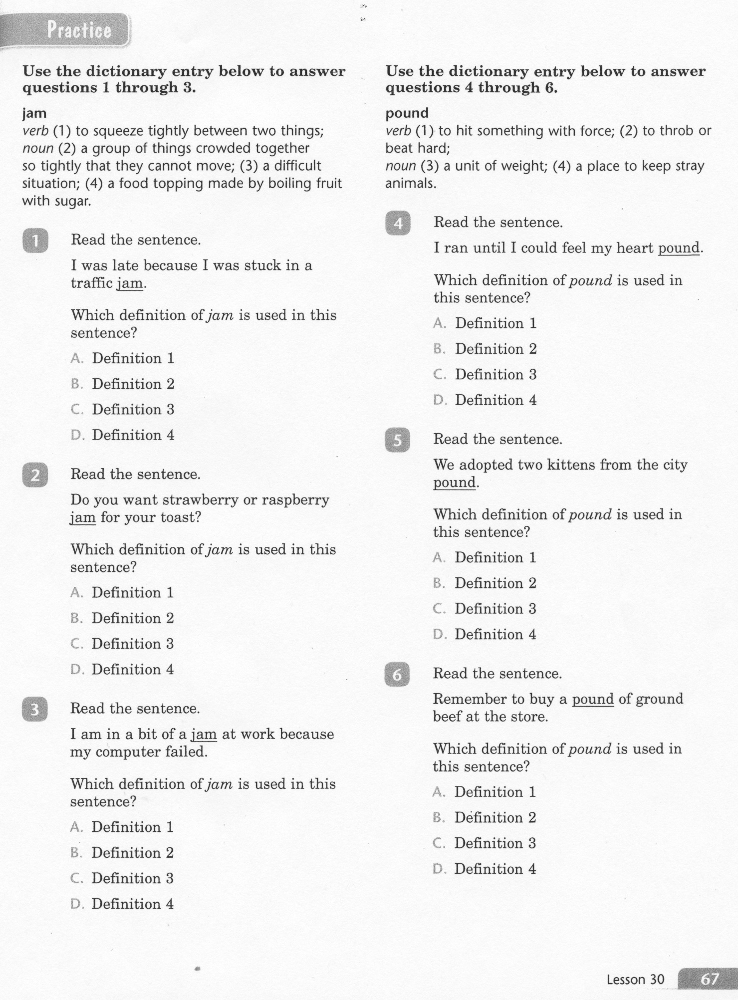 Practice
Use the dictionary entry below to answer
questions 1 through 3.
jam
verb (1) to squeeze tightly between two things;
noun (2) a group of things crowded together
so tightly that they cannot move; (3) a difficult
situation; (4) a food topping made by boiling fruit
with sugar.
1 Read the sentence.
I was late because I was stuck in a
traffic jam.
Which definition of jam is used in this
sentence?
A. Definition 1
B. Definition 2
C. Definition 3
D. Definition 4
2 Read the sentence.
Do you want strawberry or raspberry
jam for your toast?
Which definition of jam is used in this
sentence?
A. Definition 1
B. Definition 2
C. Definition 3
D. Definition 4
3 Read the sentence.
I am in a bit of a jam at work because
my computer failed.
Which definition of jam is used in this
sentence?
A. Definition 1
B. Definition 2
C. Definition 3
D. Definition 4
Use the dictionary entry below to answer
questions 4 through 6.
pound
verb (1) to hit something with force; (2) to throb or
beat hard;
noun (3) a unit of weight; (4) a place to keep stray
animals.
4 Read the sentence.
I ran until I could feel my heart pound.
Which definition of pound is used in
this sentence?
A. Definition 1
B. Definition 2
C. Definition 3
D. Definition 4
5 Read the sentence.
We adopted two kittens from the city
pound.
Which definition of pound is used in
this sentence?
A. Definition 1
B. Definition 2
C. Definition 3
D. Definition 4
6 Read the sentence.
Remember to buy a pound of ground
beef at the store.
Which definition of pound is used in
this sentence?
A. Definition 1
B. Definition 2
C. Definition 3
D. Definition 4
Lesson 30 67